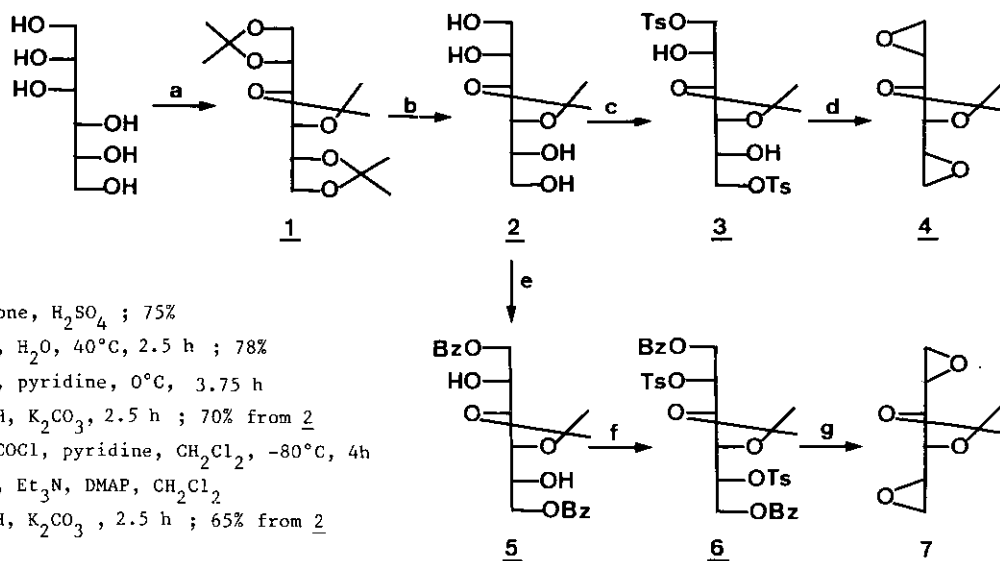 HO HO HO OH OH OH
a
O O O O O O
1
b
HO HO O O OH OH
2
c
TsO HO O O OH OTs
3
d
O O O O
4
e
one, H₂SO₄ ; 75%
, H₂O, 40°C, 2.5 h ; 78%
, pyridine, 0°C, 3.75 h
H, K₂CO₃, 2.5 h ; 70% from 2
COCl, pyridine, CH₂Cl₂, -80°C, 4h
, Et₃N, DMAP, CH₂Cl₂
H, K₂CO₃ , 2.5 h ; 65% from 2
BzO HO O O OH OBz
5
f
BzO TsO O O OTs OBz
6
g
O O O O
7